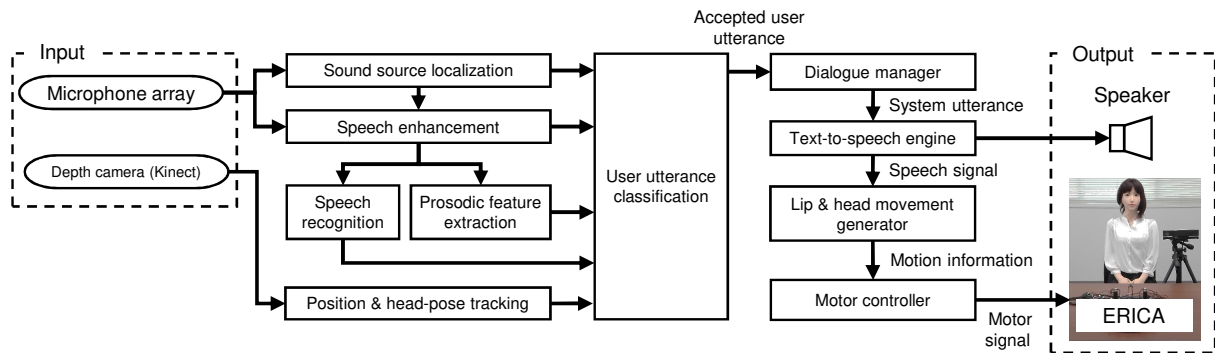 Input
Microphone array
Depth camera (Kinect)
Sound source localization
Speech enhancement
Speech
recognition
Prosodic feature
extraction
Position & head-pose tracking
User utterance
classification
Accepted user
utterance
Dialogue manager
System utterance
Text-to-speech engine
Speech signal
Lip & head movement
generator
Motion information
Motor controller
Motor
signal
Output
Speaker
ERICA